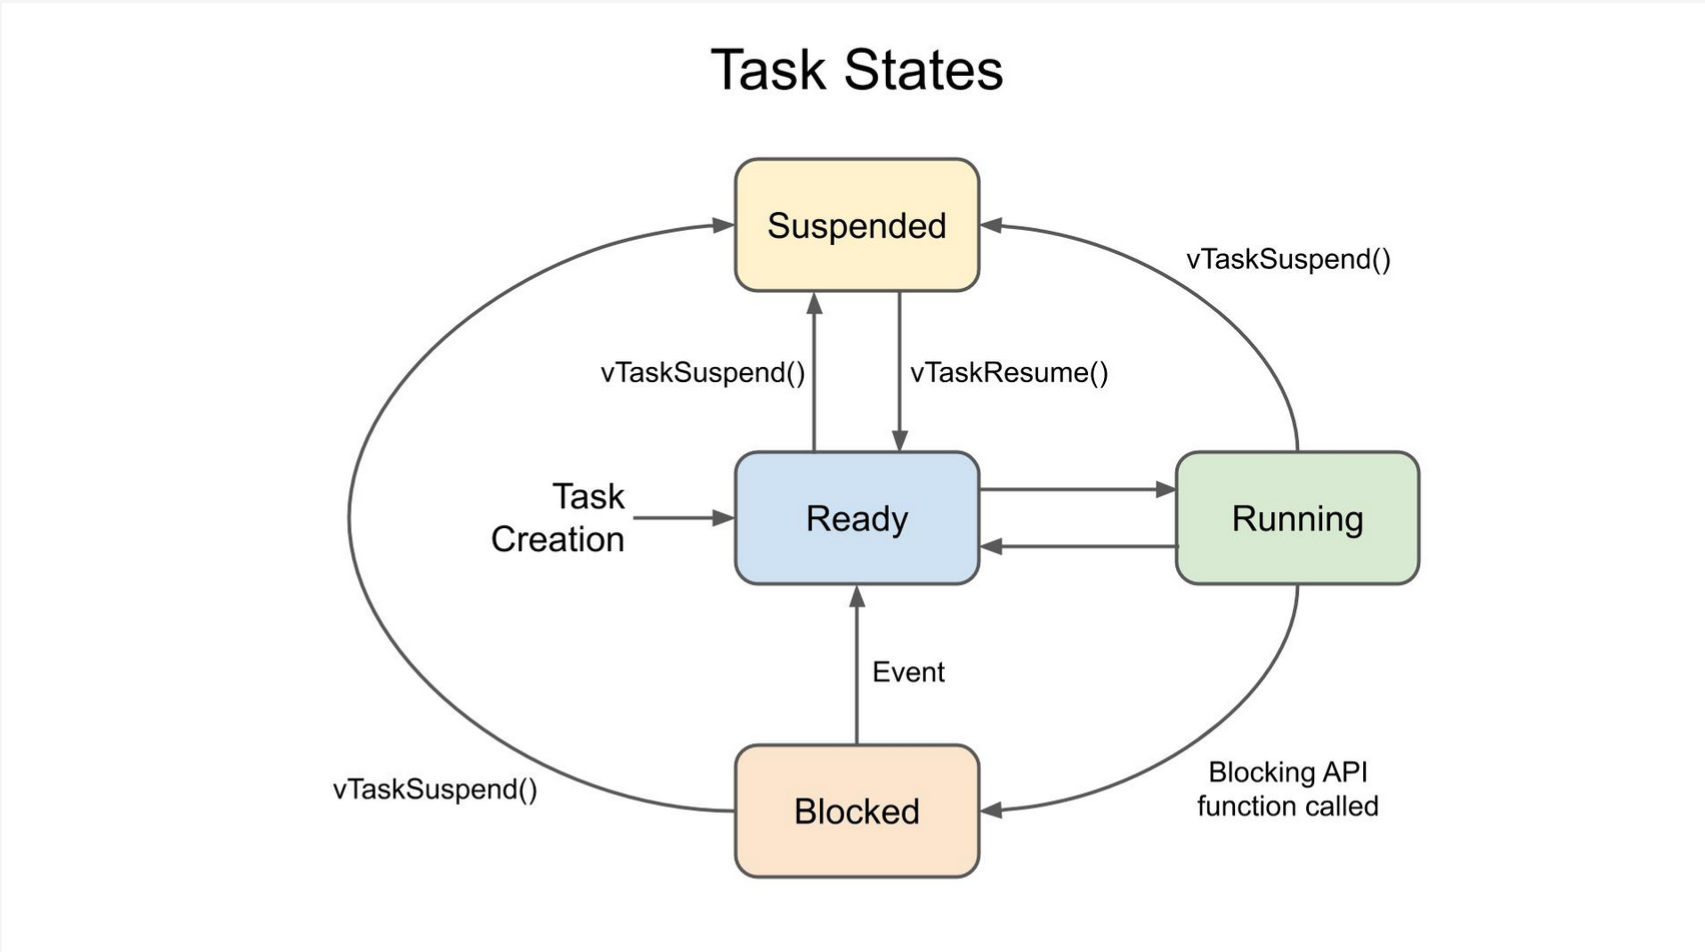 Task States
Suspended
vTaskSuspend()
vTaskSuspend()
vTaskResume()
Task
Creation
Ready
Running
Event
vTaskSuspend()
Blocked
Blocking API
function called